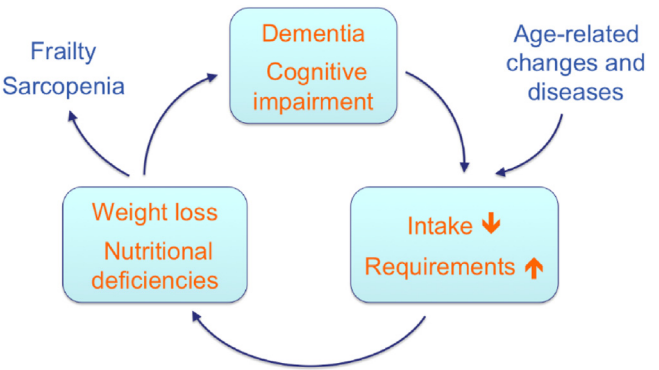 Frailty
Sarcopenia
Dementia
Cognitive
impairment
Age-related
changes and
diseases
Weight loss
Nutritional
deficiencies
Intake ↓
Requirements ↑